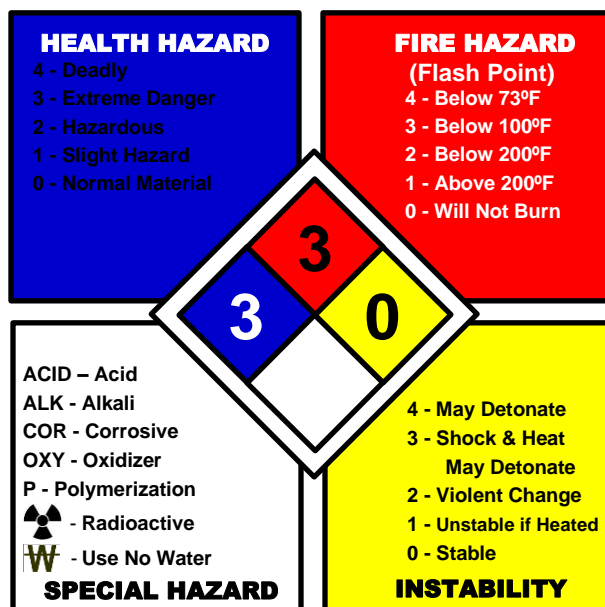 HEALTH HAZARD
4 - Deadly
3 - Extreme Danger
2 - Hazardous
1 - Slight Hazard
0 - Normal Material
FIRE HAZARD
(Flash Point)
4 - Below 73ºF
3 - Below 100ºF
2 - Below 200ºF
1 - Above 200ºF
0 - Will Not Burn
3
3
0
ACID – Acid
ALK - Alkali
COR - Corrosive
OXY - Oxidizer
P - Polymerization
- Radioactive
W - Use No Water
SPECIAL HAZARD
4 - May Detonate
3 - Shock & Heat
May Detonate
2 - Violent Change
1 - Unstable if Heated
0 - Stable
INSTABILITY